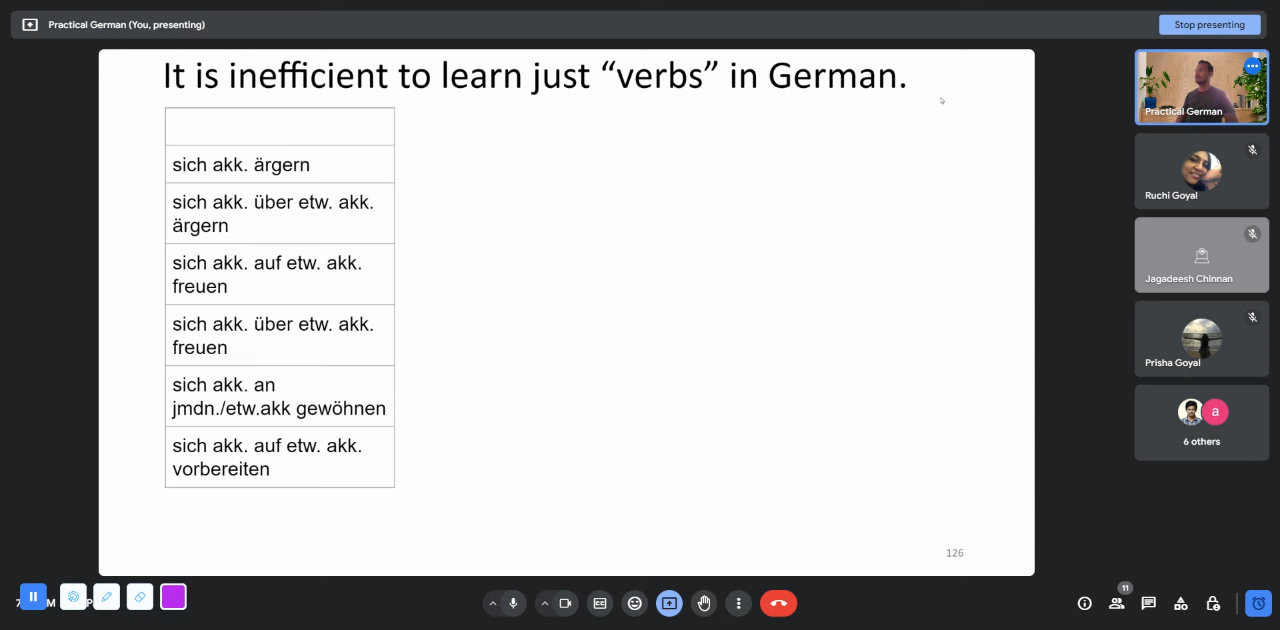 Practical German (You, presenting)
Stop presenting
It is inefficient to learn just “verbs” in German.
sich akk. ärgern
sich akk. über etw. akk.
ärgern
sich akk. auf etw. akk.
freuen
sich akk. über etw. akk.
freuen
sich akk. an
jmdn./etw.akk gewöhnen
sich akk. auf etw. akk.
vorbereiten
126
Practical German
Ruchi Goyal
Jagadeesh Chinnan
Prisha Goyal
a
6 others
11